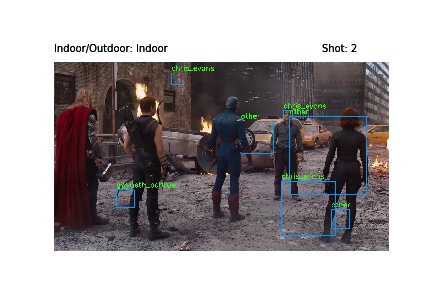 Indoor/Outdoor: Indoor Shot: 2
chris_evans
chris_evans
other
other
chris_evans
gwyneth_paltrow
other